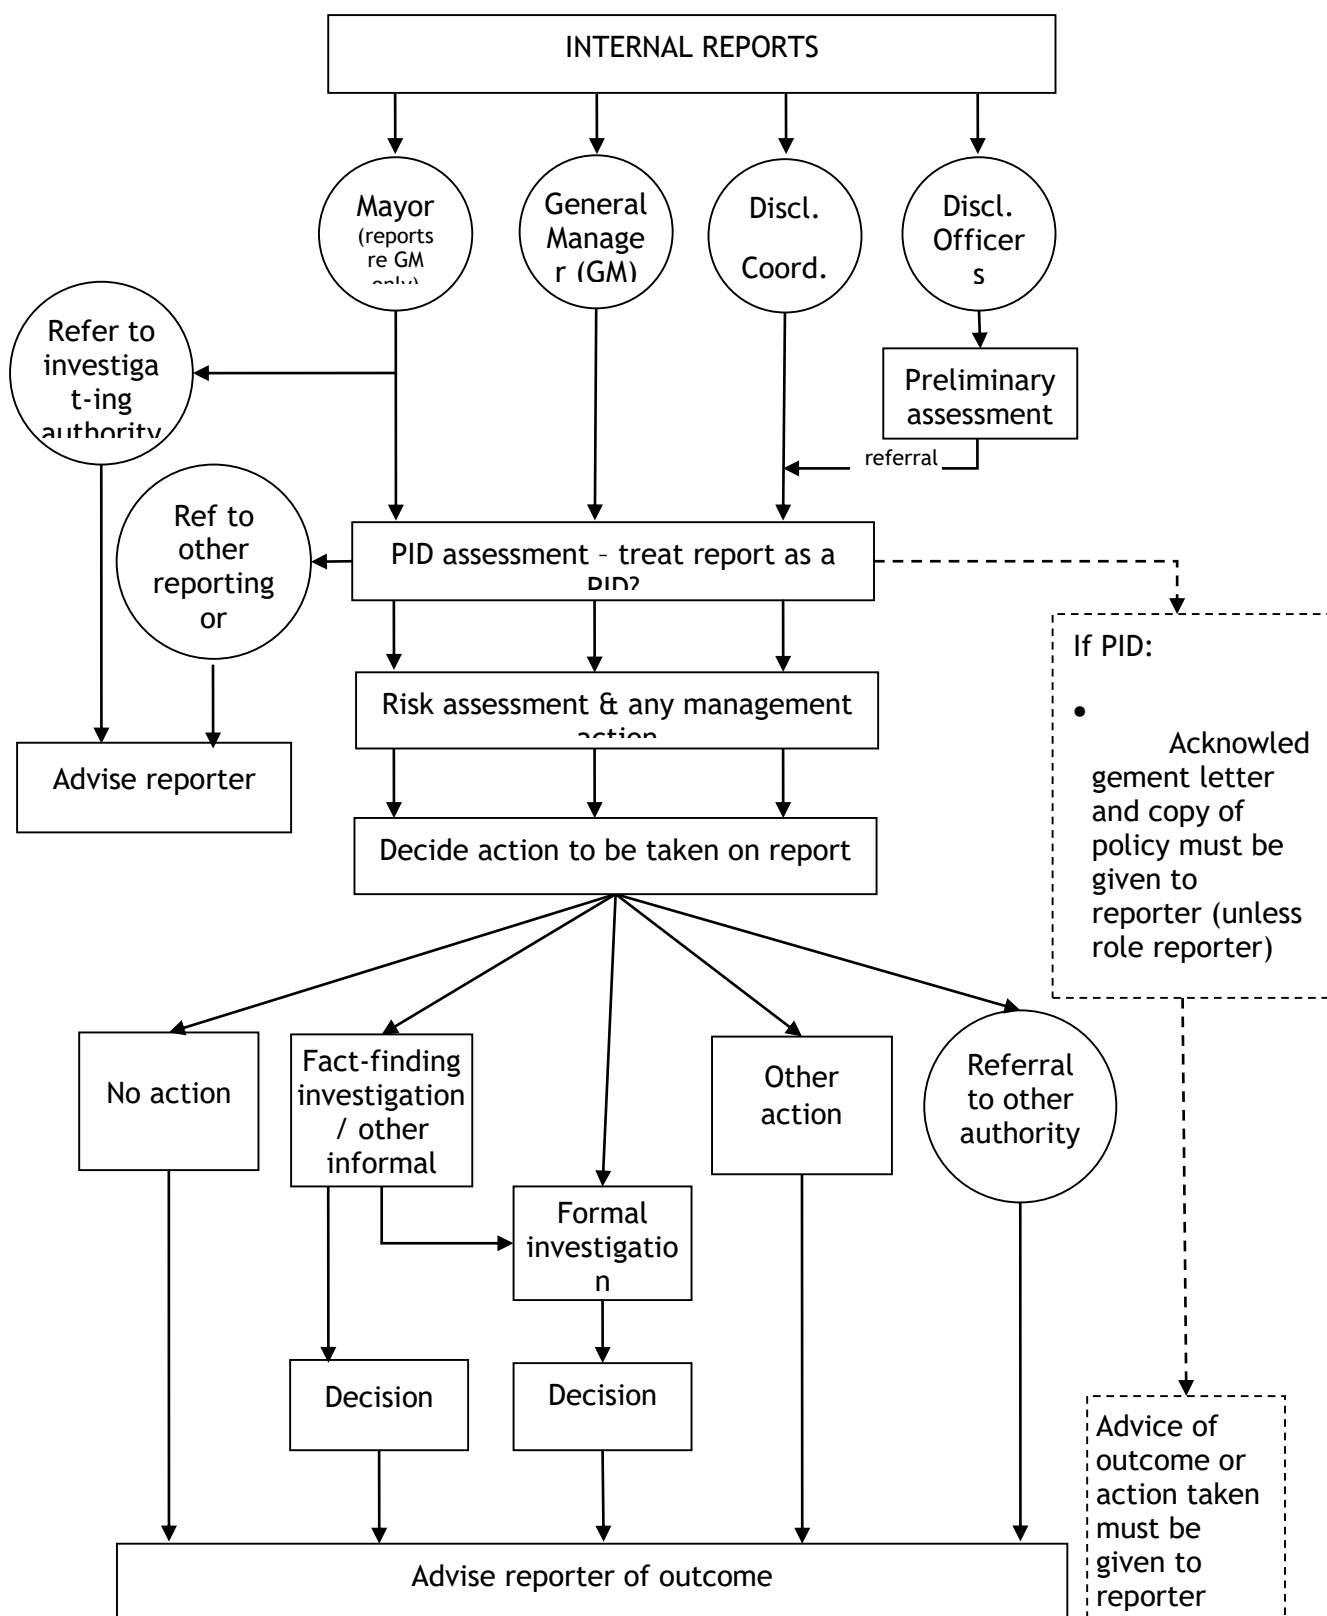 INTERNAL REPORTS
Mayor
(reports
re GM
only)
General
Manage
r (GM)
Discl.
Coord.
Discl.
Officer
s
Refer to
investiga
t-ing
authority
Preliminary
assessment
referral
Ref to
other
reporting
or
PID assessment – treat report as a
PID?
If PID:
•
Acknowled
gement letter
and copy of
policy must be
given to
reporter (unless
role reporter)
Risk assessment & any management
action
Advise reporter
Decide action to be taken on report
No action
Fact-finding
investigation
/ other
informal
Other
action
Referral
to other
authority
Formal
investigatio
n
Decision
Decision
Advice of
outcome or
action taken
must be
given to
reporter
Advise reporter of outcome